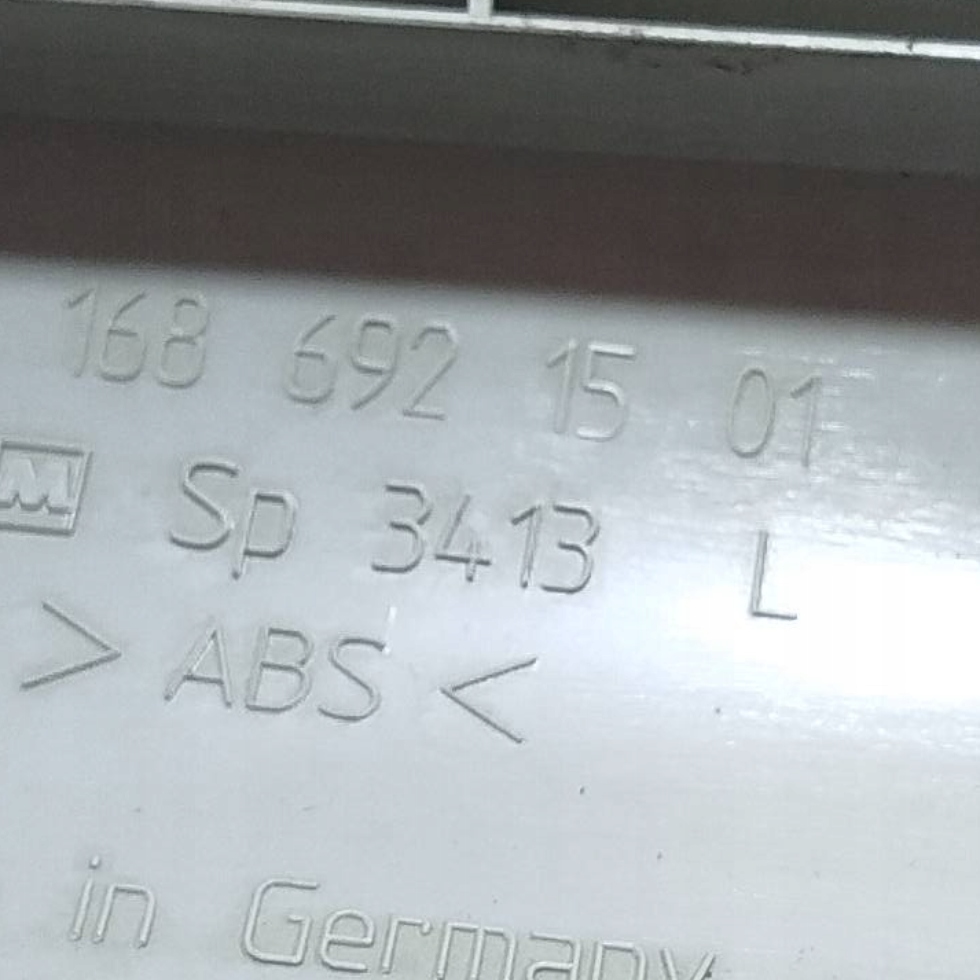 168 692 15 01
M Sp 3413 L
> ABS <
in Germany